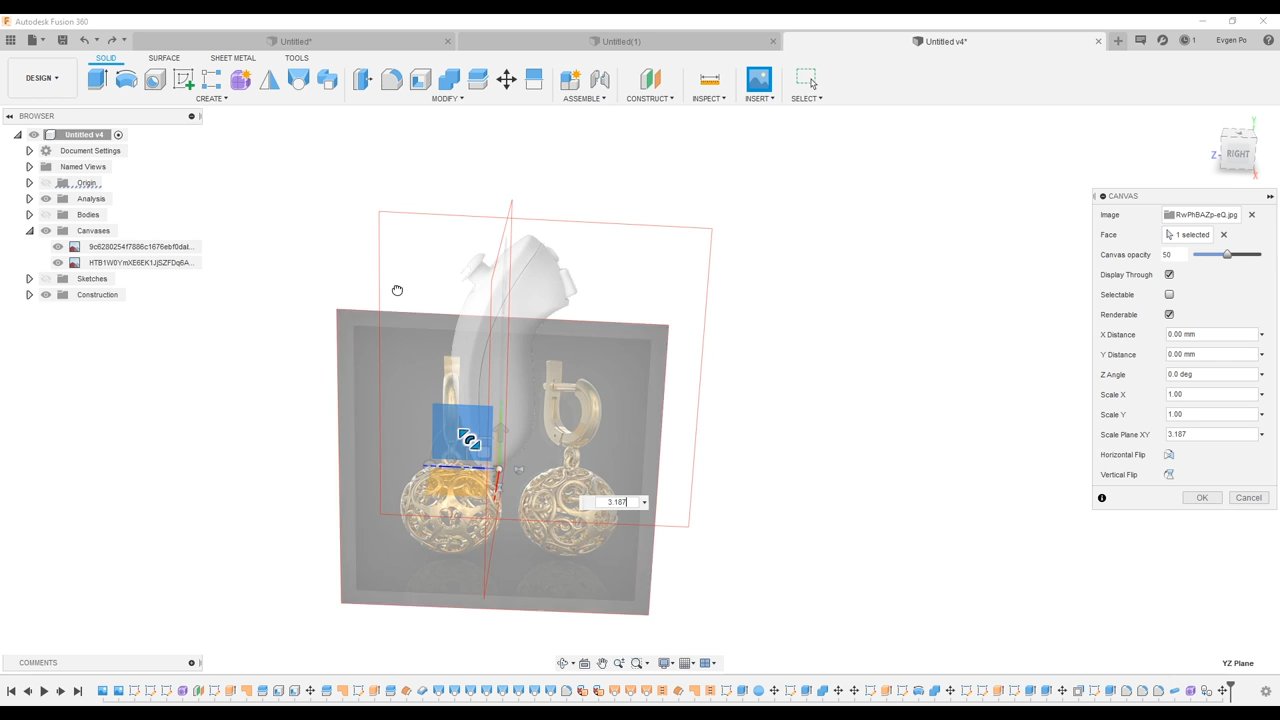 Autodesk Fusion 360
Untitled*
Untitled(1)
Untitled v4*
1
Evgen Po
DESIGN
SOLID
SURFACE
SHEET METAL
TOOLS
CREATE
MODIFY
ASSEMBLE
CONSTRUCT
INSPECT
INSERT
SELECT
BROWSER
Untitled v4
Document Settings
Named Views
Origin
Analysis
Bodies
Canvases
9c6280254f7886c1676ebf0dat...
HTB1W0YmXE6EK1JjSZFDq6A...
Sketches
Construction
Y
Z
RIGHT
X
CANVAS
Image RwPhBAZp-eQ.jpg
Face 1 selected
Canvas opacity 50
Display Through
Selectable
Renderable
X Distance 0.00 mm
Y Distance 0.00 mm
Z Angle 0.0 deg
Scale X 1.00
Scale Y 1.00
Scale Plane XY 3.187
Horizontal Flip
Vertical Flip
OK Cancel
3.187
COMMENTS
YZ Plane